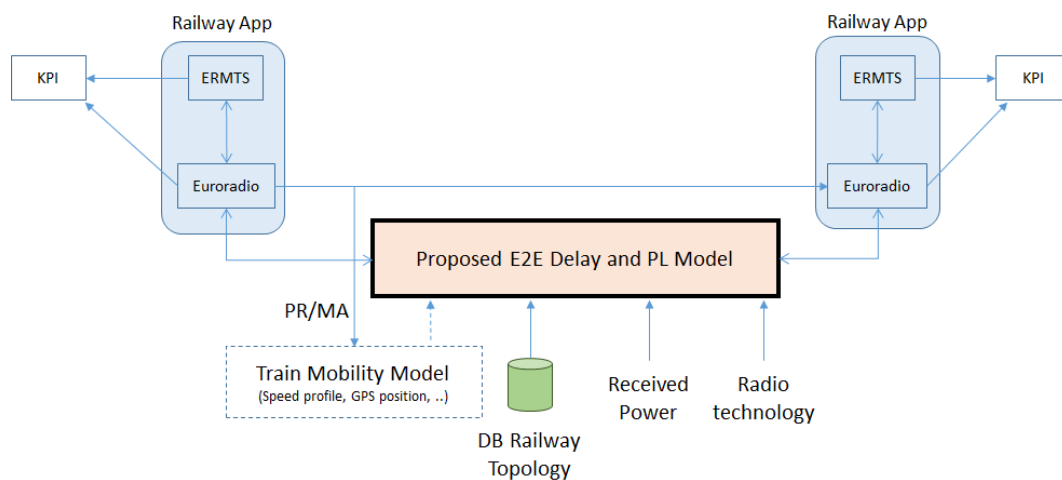 Railway App
Railway App
KPI
ERMTS
ERMTS
KPI
Euroradio
Euroradio
Proposed E2E Delay and PL Model
PR/MA
Train Mobility Model
(Speed profile, GPS position, ..)
Received
Power
Radio
technology
DB Railway
Topology